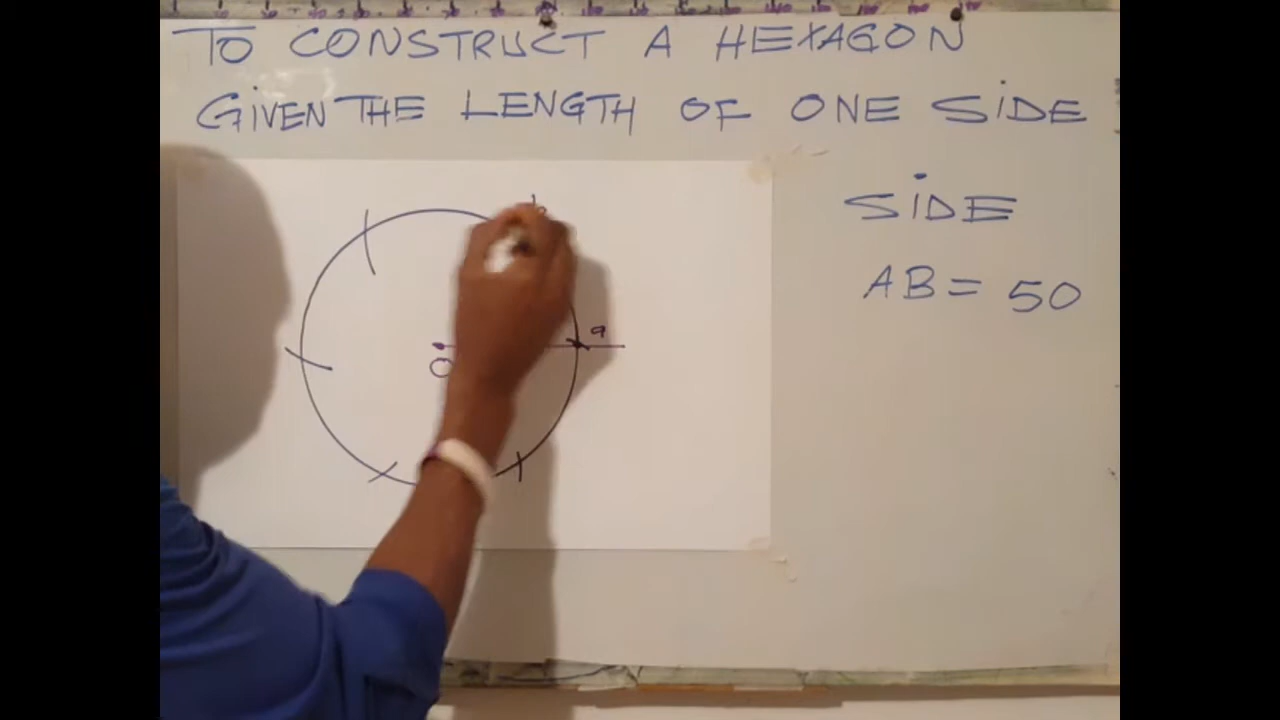 TO CONSTRUCT A HEXAGON
GIVEN THE LENGTH OF ONE SIDE
SIDE
AB = 50
a
O